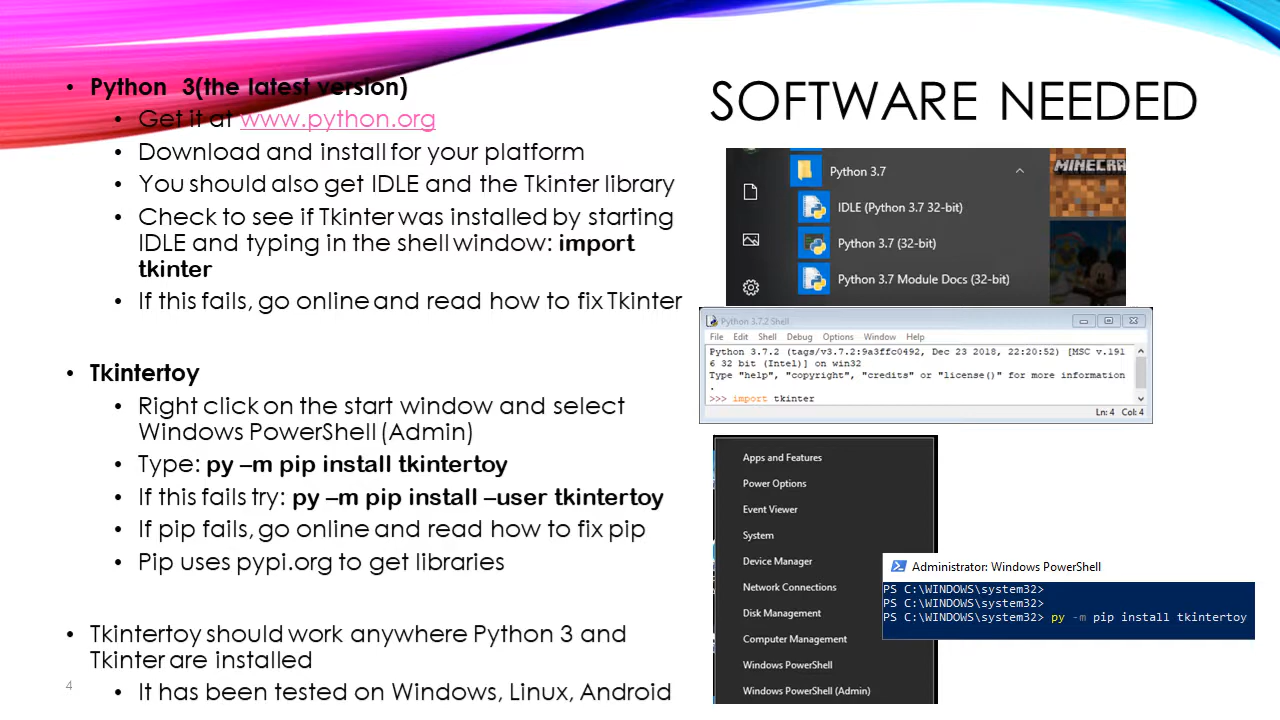 SOFTWARE NEEDED
• Python 3(the latest version)
• Get it at www.python.org
• Download and install for your platform
• You should also get IDLE and the Tkinter library
• Check to see if Tkinter was installed by starting
IDLE and typing in the shell window: import
tkinter
• If this fails, go online and read how to fix Tkinter
• Tkintertoy
• Right click on the start window and select
Windows PowerShell (Admin)
• Type: py –m pip install tkintertoy
• If this fails try: py –m pip install –user tkintertoy
• If pip fails, go online and read how to fix pip
• Pip uses pypi.org to get libraries
• Tkintertoy should work anywhere Python 3 and
Tkinter are installed
• It has been tested on Windows, Linux, Android
4
Python 3.7
IDLE (Python 3.7 32-bit)
Python 3.7 (32-bit)
Python 3.7 Module Docs (32-bit)
Python 3.7.2 Shell
File Edit Shell Debug Options Window Help
Python 3.7.2 (tags/v3.7.2:9a3ffc0492, Dec 23 2018, 22:20:52) [MSC v.191
6 32 bit (Intel)] on win32
Type "help", "copyright", "credits" or "license()" for more information
.
>>> import tkinter
Ln: 4 Col: 4
Apps and Features
Power Options
Event Viewer
System
Device Manager
Network Connections
Disk Management
Computer Management
Windows PowerShell
Windows PowerShell (Admin)
Administrator: Windows PowerShell
PS C:\WINDOWS\system32>
PS C:\WINDOWS\system32>
PS C:\WINDOWS\system32> py -m pip install tkintertoy